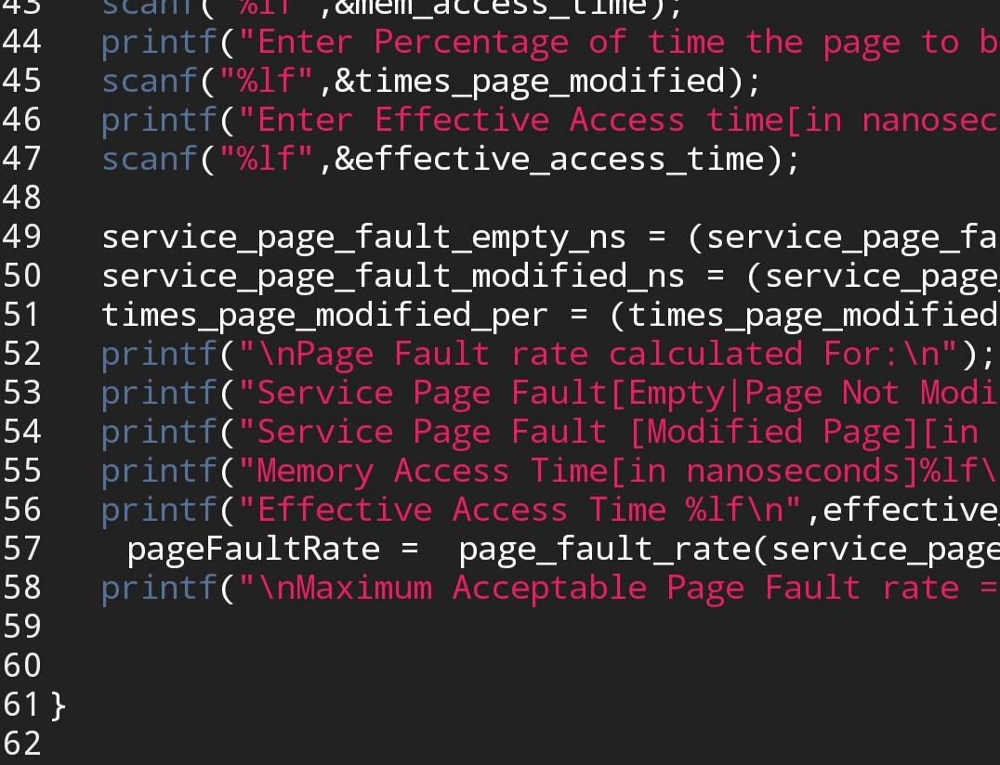 43 scanf("%lf",&mem_access_time);
44 printf("Enter Percentage of time the page to b
45 scanf("%lf",&times_page_modified);
46 printf("Enter Effective Access time[in nanosec
47 scanf("%lf",&effective_access_time);
48
49 service_page_fault_empty_ns = (service_page_fa
50 service_page_fault_modified_ns = (service_page_
51 times_page_modified_per = (times_page_modified
52 printf("\nPage Fault rate calculated For:\n");
53 printf("Service Page Fault[Empty|Page Not Modi
54 printf("Service Page Fault [Modified Page][in
55 printf("Memory Access Time[in nanoseconds]%lf\
56 printf("Effective Access Time %lf\n",effective_
57 pageFaultRate = page_fault_rate(service_page
58 printf("\nMaximum Acceptable Page Fault rate =
59
60
61 }
62